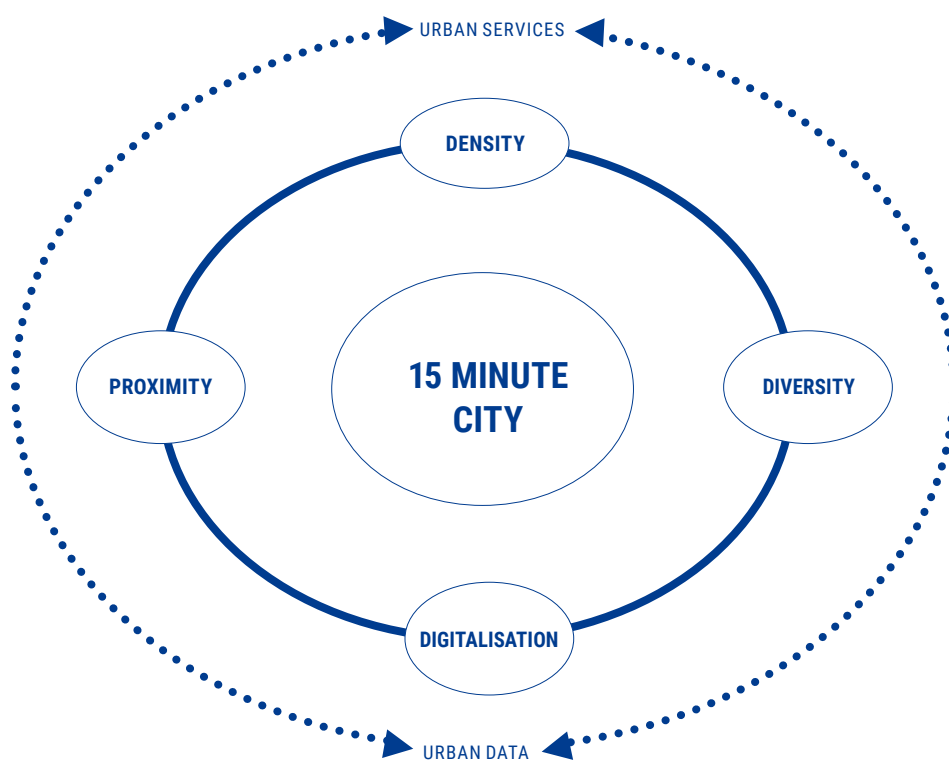 URBAN SERVICES
DENSITY
PROXIMITY
15 MINUTE
CITY
DIVERSITY
DIGITALISATION
URBAN DATA